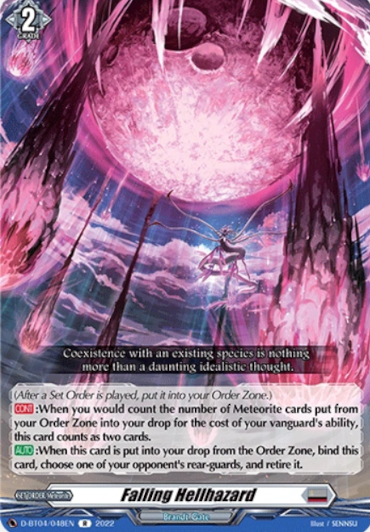 2
GRADE
Coexistence with an existing species is nothing
more than a daunting idealistic thought.
(After a Set Order is played, put it into your Order Zone.)
CONT :When you would count the number of Meteorite cards put from
your Order Zone into your drop for the cost of your vanguard's ability,
this card counts as two cards.
AUTO :When this card is put into your drop from the Order Zone, bind this
card, choose one of your opponent's rear-guards, and retire it.
SET ORDER Meteorite
Falling Hellhazard
Brandt Gate
D-BT04/048EN R 2022 Illust / SENNSU